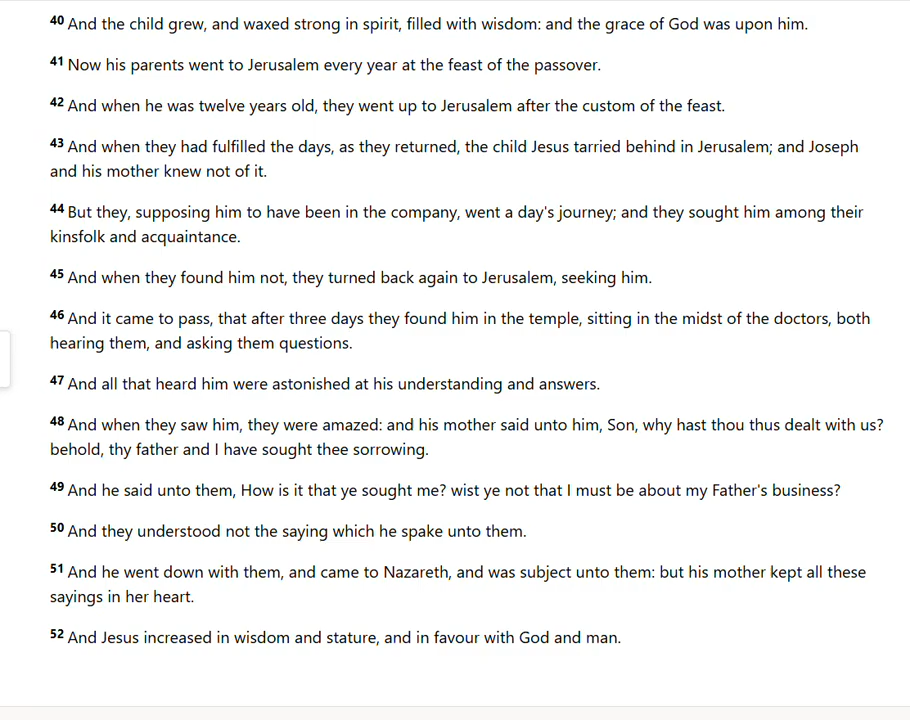 40 And the child grew, and waxed strong in spirit, filled with wisdom: and the grace of God was upon him.
41 Now his parents went to Jerusalem every year at the feast of the passover.
42 And when he was twelve years old, they went up to Jerusalem after the custom of the feast.
43 And when they had fulfilled the days, as they returned, the child Jesus tarried behind in Jerusalem; and Joseph
and his mother knew not of it.
44 But they, supposing him to have been in the company, went a day's journey; and they sought him among their
kinsfolk and acquaintance.
45 And when they found him not, they turned back again to Jerusalem, seeking him.
46 And it came to pass, that after three days they found him in the temple, sitting in the midst of the doctors, both
hearing them, and asking them questions.
47 And all that heard him were astonished at his understanding and answers.
48 And when they saw him, they were amazed: and his mother said unto him, Son, why hast thou thus dealt with us?
behold, thy father and I have sought thee sorrowing.
49 And he said unto them, How is it that ye sought me? wist ye not that I must be about my Father's business?
50 And they understood not the saying which he spake unto them.
51 And he went down with them, and came to Nazareth, and was subject unto them: but his mother kept all these
sayings in her heart.
52 And Jesus increased in wisdom and stature, and in favour with God and man.